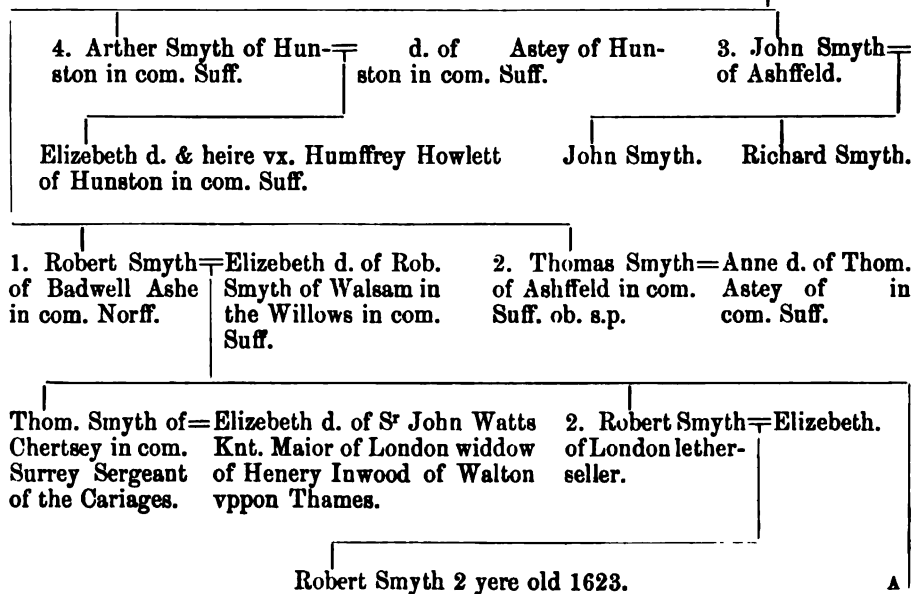 4. Arther Smyth of Hun-
ston in com. Suff.
d. of Astey of Hun-
ston in com. Suff.
3. John Smyth
of Ashffeld.
Elizebeth d. & heire vx. Humffrey Howlett
of Hunston in com. Suff.
John Smyth.
Richard Smyth.
1. Robert Smyth
of Badwell Ashe
in com. Norff.
Elizebeth d. of Rob.
Smyth of Walsam in
the Willows in com.
Suff.
2. Thomas Smyth
of Ashffeld in com.
Suff. ob. s.p.
Anne d. of Thom.
Astey of in
com. Suff.
Thom. Smyth of
Chertsey in com.
Surrey Sergeant
of the Cariages.
Elizebeth d. of Sr John Watts
Knt. Maior of London widdow
of Henery Inwood of Walton
vppon Thames.
2. Robert Smyth
of London lether-
seller.
Elizebeth.
Robert Smyth 2 yere old 1623.
A